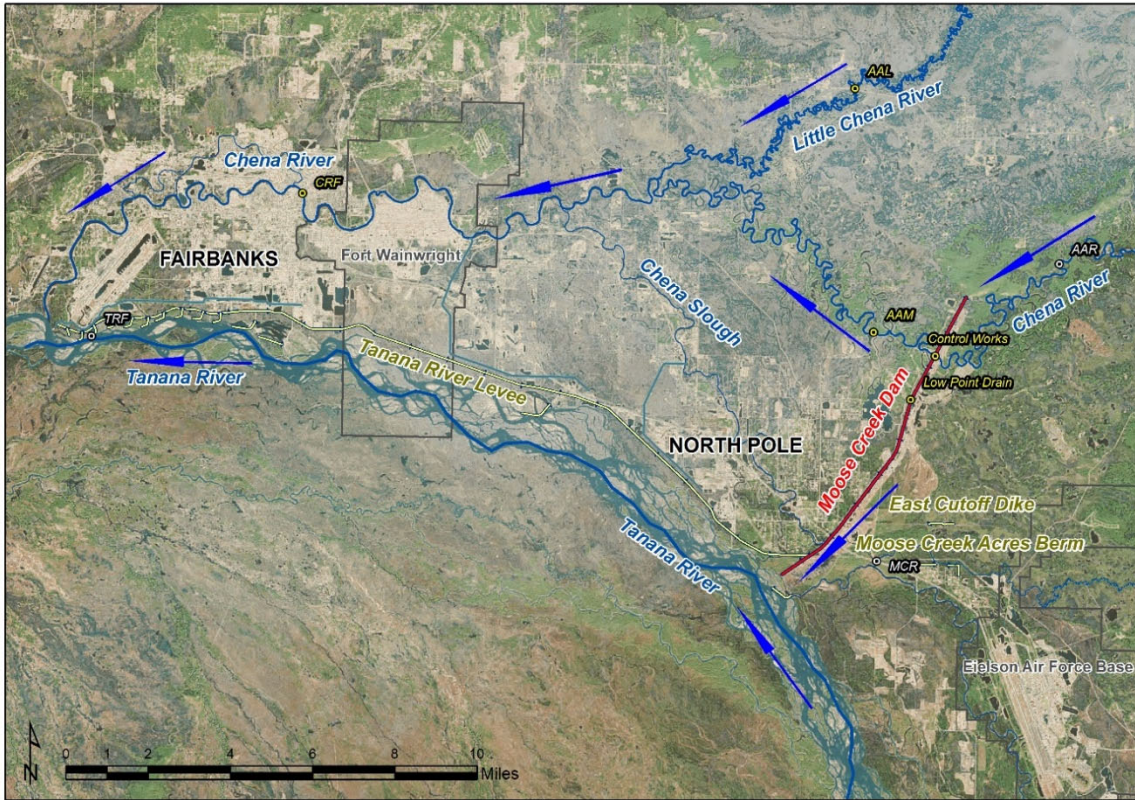 AAL
Little Chena River
Chena River
CRF
FAIRBANKS
Fort Wainwright
AAR
Chena River
Chena Slough
AAM
Control Works
Low Point Drain
TRF
Tanana River
Tanana River Levee
Moose Creek Dam
NORTH POLE
East Cutoff Dike
Moose Creek Acres Berm
MCR
Tanana River
Eielson Air Force Base
N
0 2 4 6 8 10
Miles